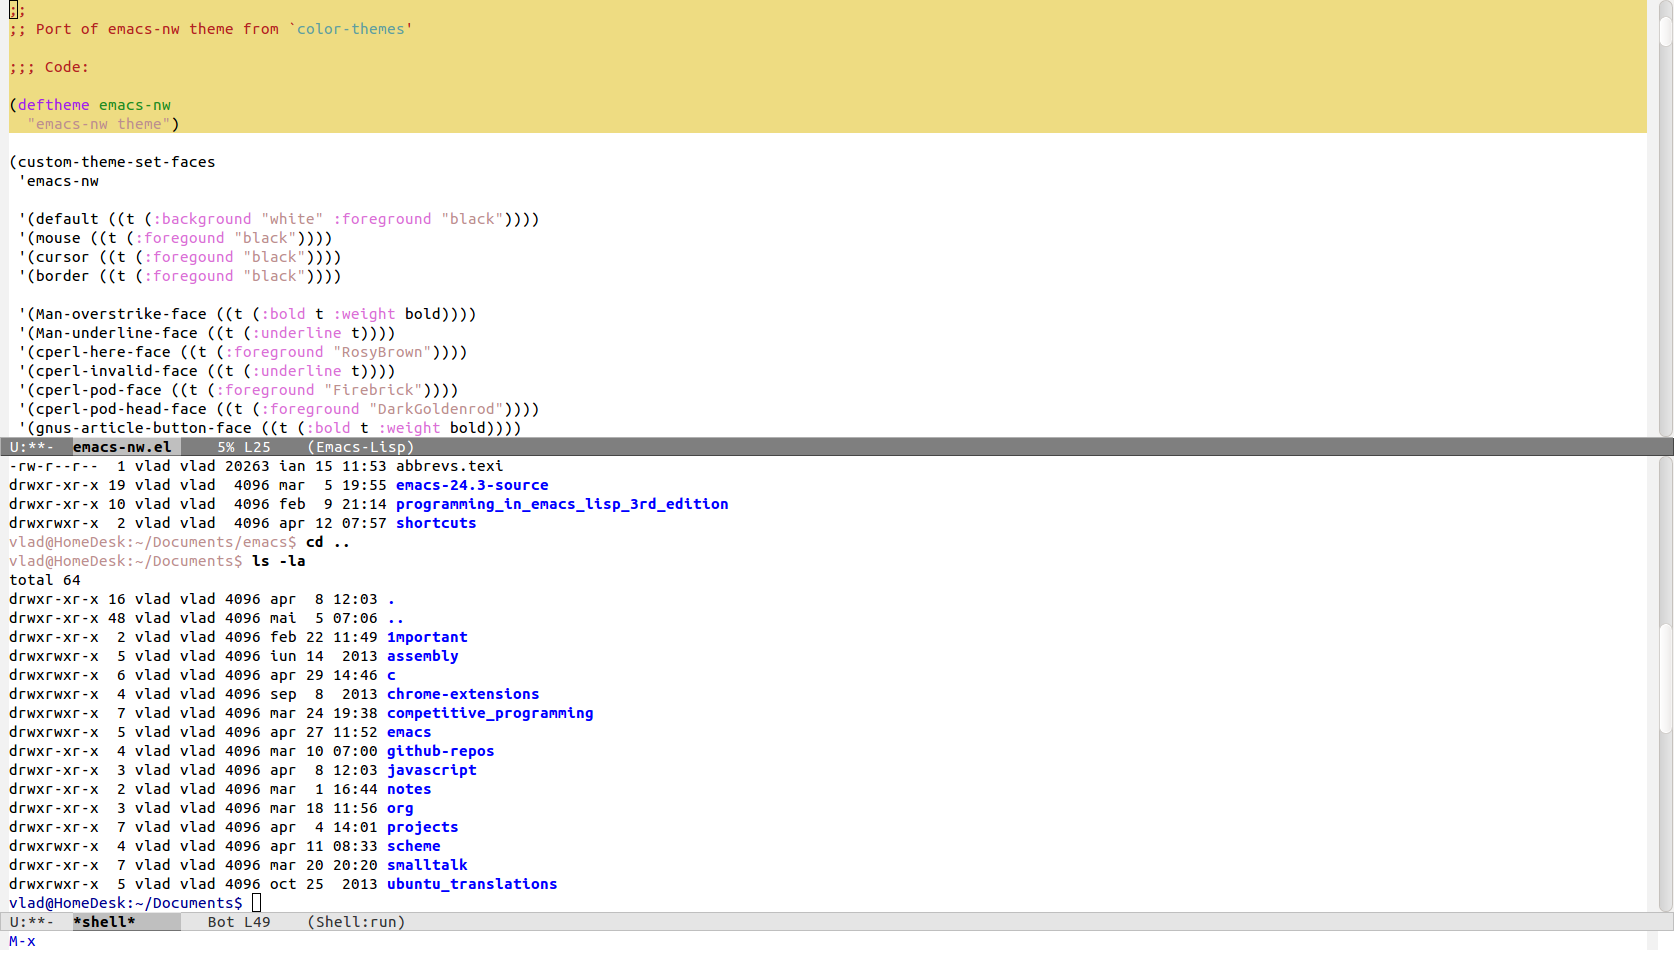 ;;
;; Port of emacs-nw theme from `color-themes'
;;; Code:
(deftheme emacs-nw
  "emacs-nw theme")
(custom-theme-set-faces
 'emacs-nw
 '(default ((t (:background "white" :foreground "black"))))
 '(mouse ((t (:foregound "black"))))
 '(cursor ((t (:foregound "black"))))
 '(border ((t (:foregound "black"))))
 '(Man-overstrike-face ((t (:bold t :weight bold))))
 '(Man-underline-face ((t (:underline t))))
 '(cperl-here-face ((t (:foreground "RosyBrown"))))
 '(cperl-invalid-face ((t (:underline t))))
 '(cperl-pod-face ((t (:foreground "Firebrick"))))
 '(cperl-pod-head-face ((t (:foreground "DarkGoldenrod"))))
 '(gnus-article-button-face ((t (:bold t :weight bold))))
U:**-  emacs-nw.el     5% L25    (Emacs-Lisp)
-rw-r--r--  1 vlad vlad 20263 ian 15 11:53 abbrevs.texi
drwxr-xr-x 19 vlad vlad  4096 mar  5 19:55 emacs-24.3-source
drwxr-xr-x 10 vlad vlad  4096 feb  9 21:14 programming_in_emacs_lisp_3rd_edition
drwxrwxr-x  2 vlad vlad  4096 apr 12 07:57 shortcuts
vlad@HomeDesk:~/Documents/emacs$ cd ..
vlad@HomeDesk:~/Documents$ ls -la
total 64
drwxr-xr-x 16 vlad vlad 4096 apr  8 12:03 .
drwxr-xr-x 48 vlad vlad 4096 mai  5 07:06 ..
drwxr-xr-x  2 vlad vlad 4096 feb 22 11:49 1mportant
drwxrwxr-x  5 vlad vlad 4096 iun 14  2013 assembly
drwxrwxr-x  6 vlad vlad 4096 apr 29 14:46 c
drwxrwxr-x  4 vlad vlad 4096 sep  8  2013 chrome-extensions
drwxrwxr-x  7 vlad vlad 4096 mar 24 19:38 competitive_programming
drwxrwxr-x  5 vlad vlad 4096 apr 27 11:52 emacs
drwxr-xr-x  4 vlad vlad 4096 mar 10 07:00 github-repos
drwxr-xr-x  3 vlad vlad 4096 apr  8 12:03 javascript
drwxr-xr-x  2 vlad vlad 4096 mar  1 16:44 notes
drwxr-xr-x  3 vlad vlad 4096 mar 18 11:56 org
drwxr-xr-x  7 vlad vlad 4096 apr  4 14:01 projects
drwxrwxr-x  4 vlad vlad 4096 apr 11 08:33 scheme
drwxr-xr-x  7 vlad vlad 4096 mar 20 20:20 smalltalk
drwxrwxr-x  5 vlad vlad 4096 oct 25  2013 ubuntu_translations
vlad@HomeDesk:~/Documents$
U:**-  *shell*        Bot L49    (Shell:run)
M-x